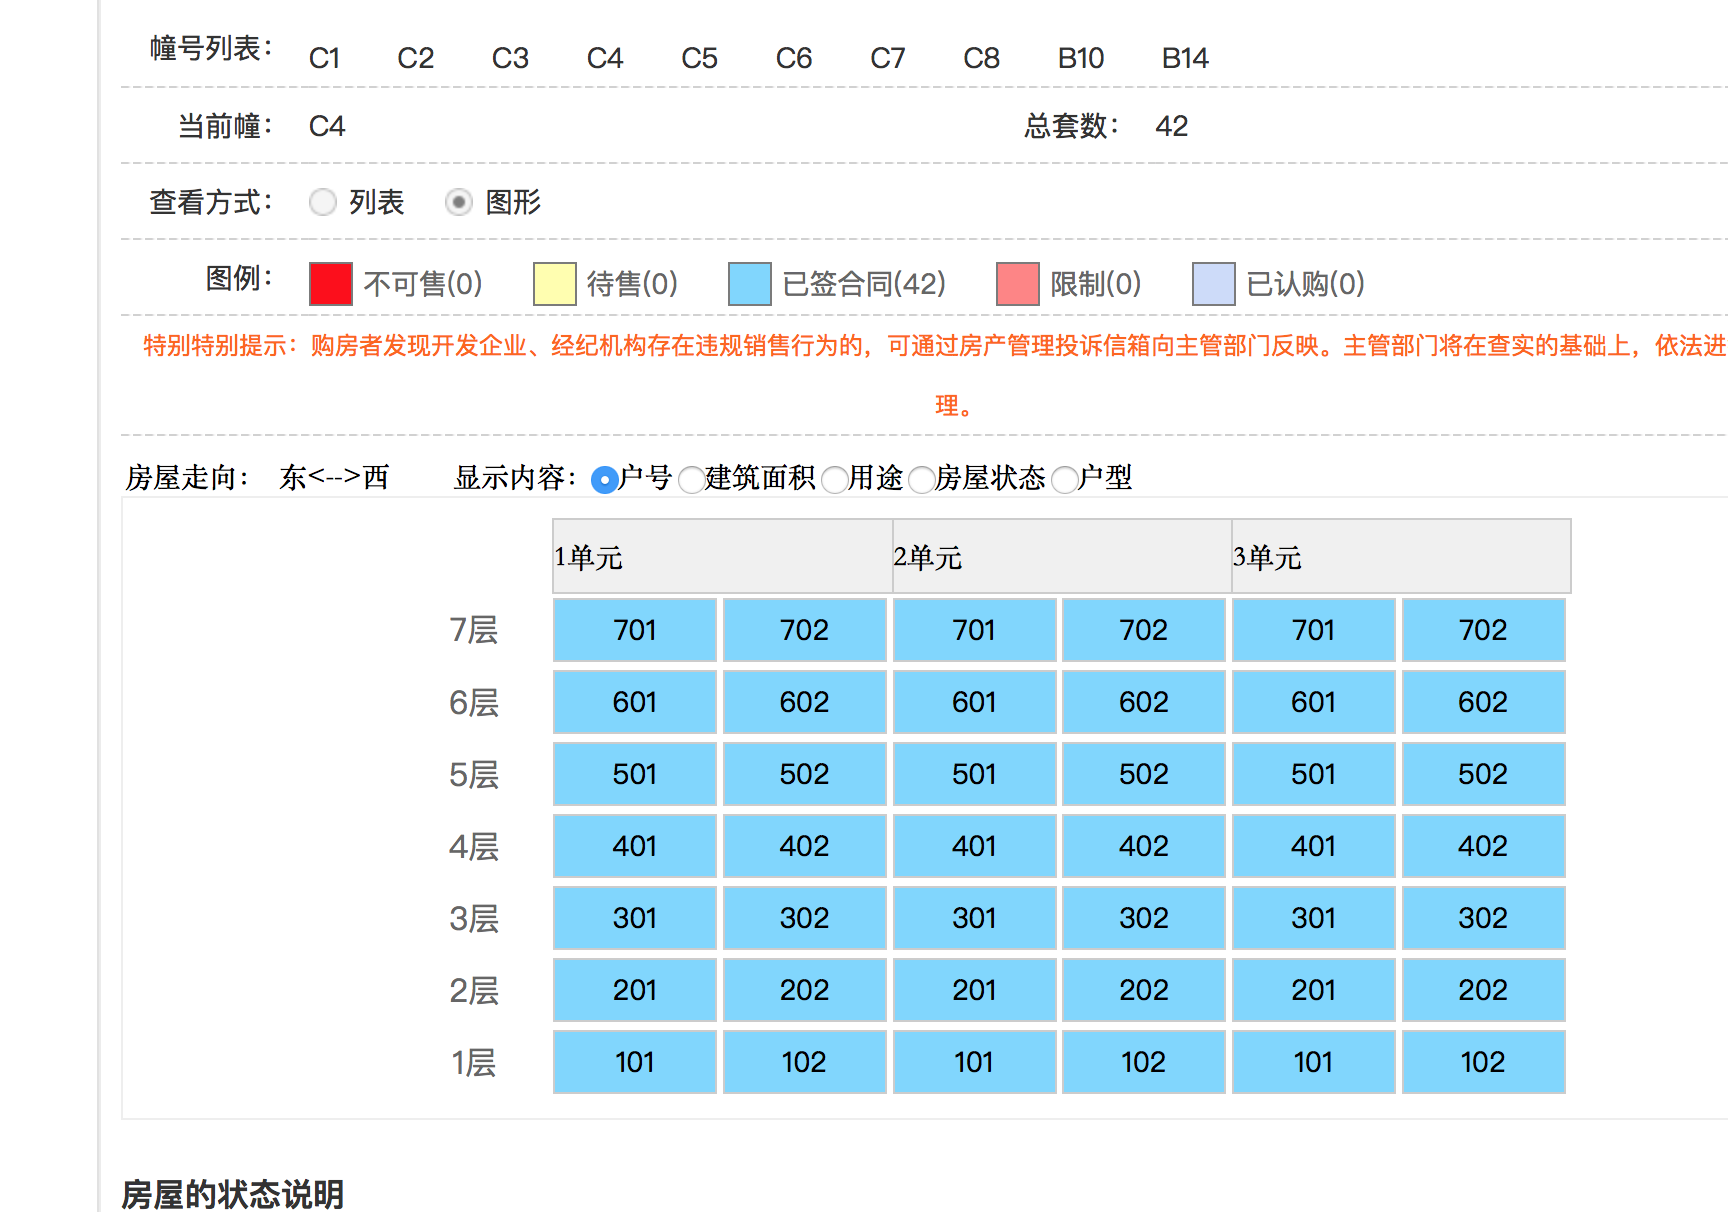 幢号列表： C1 C2 C3 C4 C5 C6 C7 C8 B10 B14
当前幢： C4 总套数： 42
查看方式： 列表 图形
图例： 不可售(0) 待售(0) 已签合同(42) 限制(0) 已认购(0)
特别特别提示：购房者发现开发企业、经纪机构存在违规销售行为的，可通过房产管理投诉信箱向主管部门反映。主管部门将在查实的基础上，依法进
理。
房屋走向： 东<-->西 显示内容： 户号 建筑面积 用途 房屋状态 户型
1单元 2单元 3单元
7层 701 702 701 702 701 702
6层 601 602 601 602 601 602
5层 501 502 501 502 501 502
4层 401 402 401 402 401 402
3层 301 302 301 302 301 302
2层 201 202 201 202 201 202
1层 101 102 101 102 101 102
房屋的状态说明